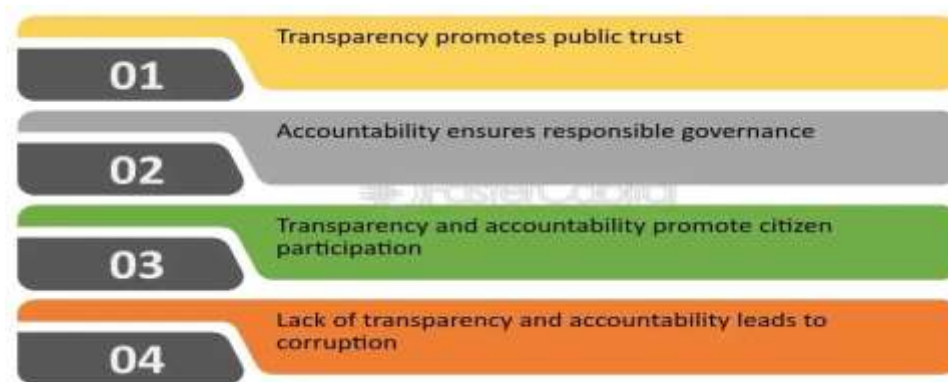 Transparency promotes public trust
01
Accountability ensures responsible governance
02
FasterCapital
Transparency and accountability promote citizen
participation
03
Lack of transparency and accountability leads to
corruption
04